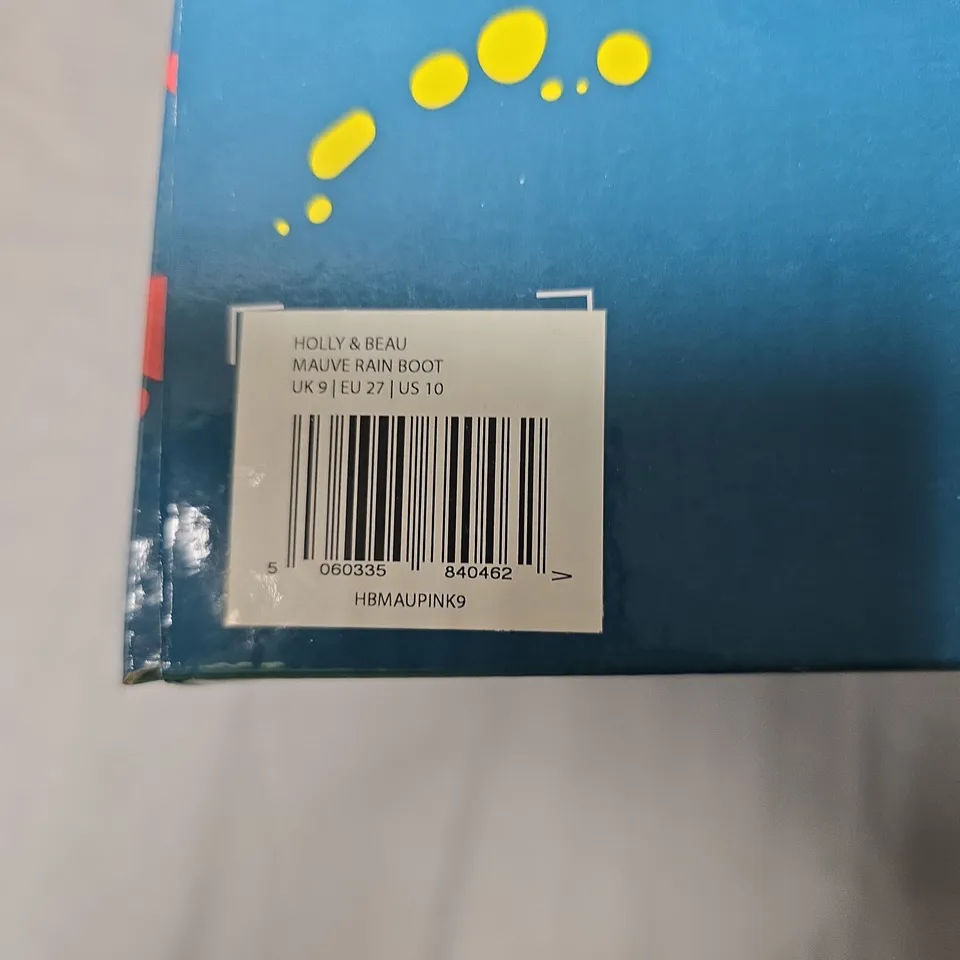 HOLLY & BEAU
MAUVE RAIN BOOT
UK 9 | EU 27 | US 10
5 060335 840462 >
HBMAUPINK9